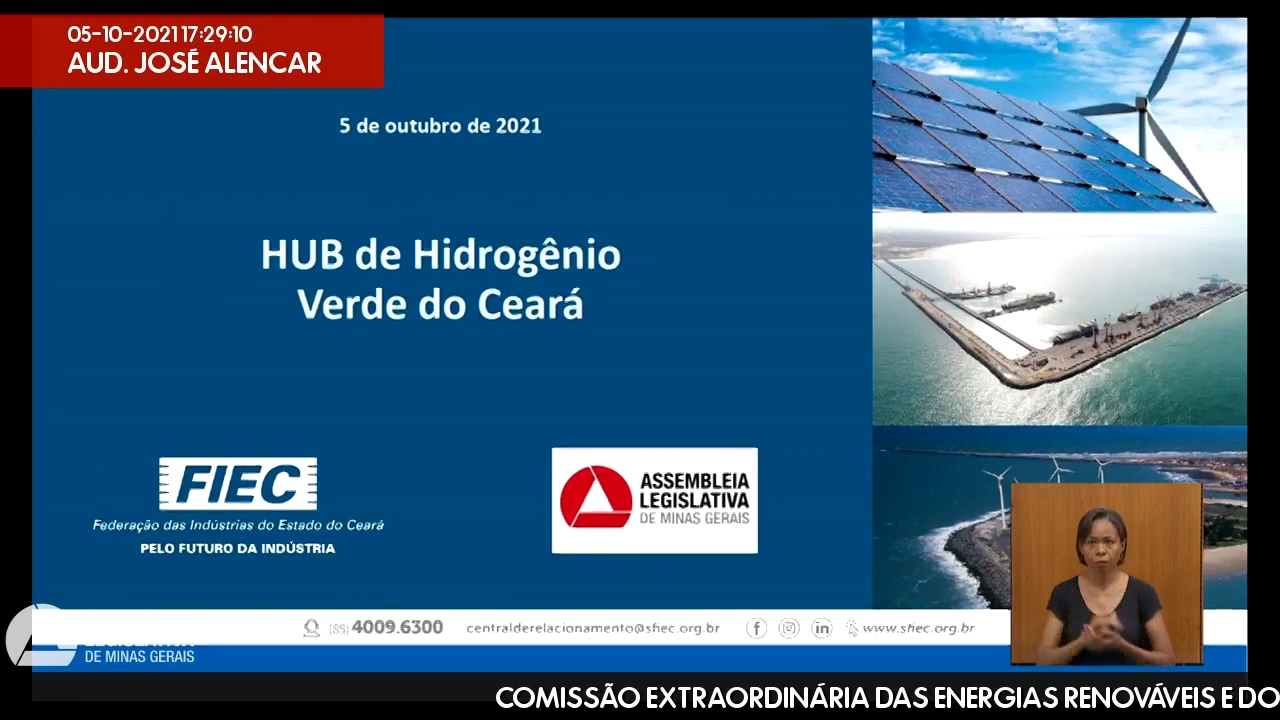 05-10-2021 17:29:10
AUD. JOSÉ ALENCAR
5 de outubro de 2021
HUB de Hidrogênio
Verde do Ceará
FIEC
Federação das Indústrias do Estado do Ceará
PELO FUTURO DA INDÚSTRIA
ASSEMBLEIA
LEGISLATIVA
DE MINAS GERAIS
(85) 4009.6300 centralderelacionamento@sfiec.org.br www.sfiec.org.br
LEGISLATIVA
DE MINAS GERAIS
COMISSÃO EXTRAORDINÁRIA DAS ENERGIAS RENOVÁVEIS E DO